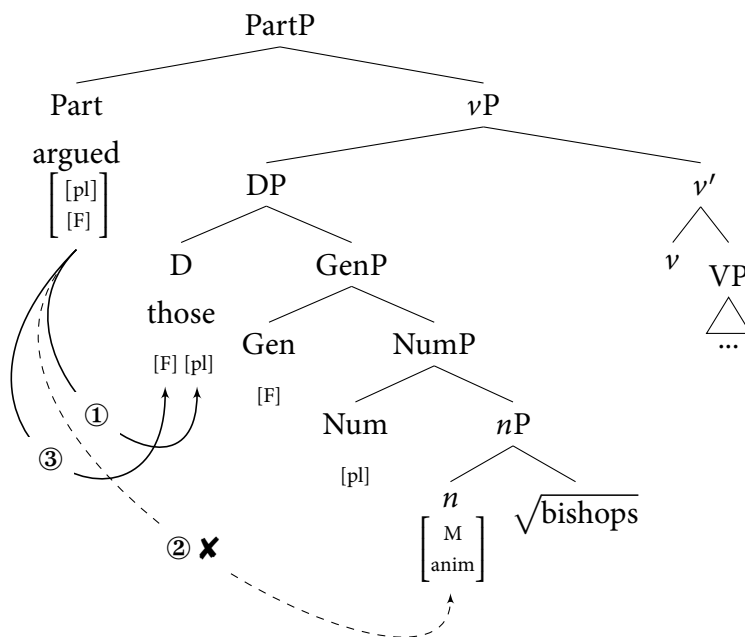 PartP
Part vP
argued
[pl]
[F]
DP v′
D GenP v VP
those ...
[F] [pl] Gen NumP
[F]
① Num nP
③ [pl]
n √bishops
M
② ✘ anim